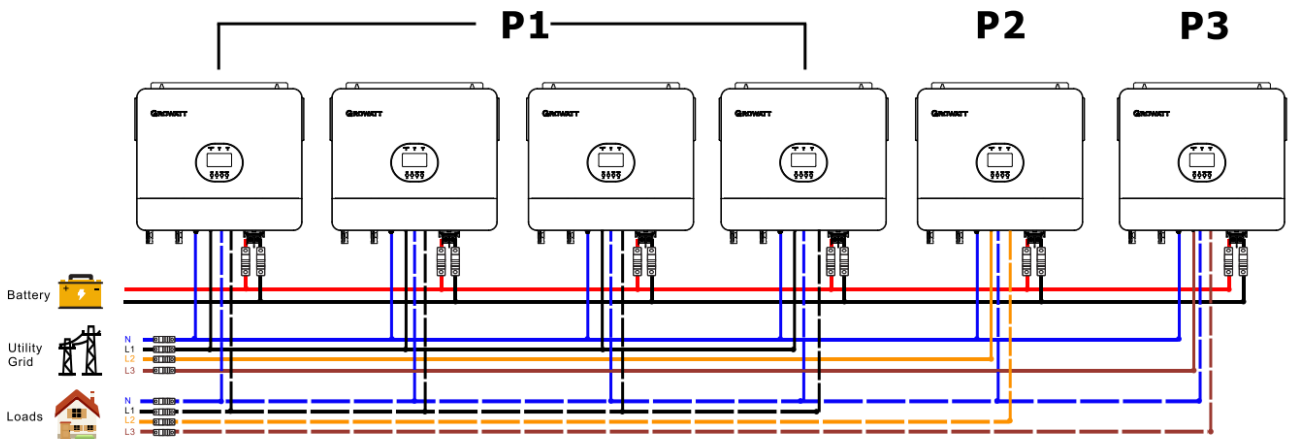 P1 P2 P3
GROWATT GROWATT GROWATT GROWATT GROWATT GROWATT
Battery
+ -
Utility
Grid
N
L1
L2
L3
Loads
N
L1
L2
L3